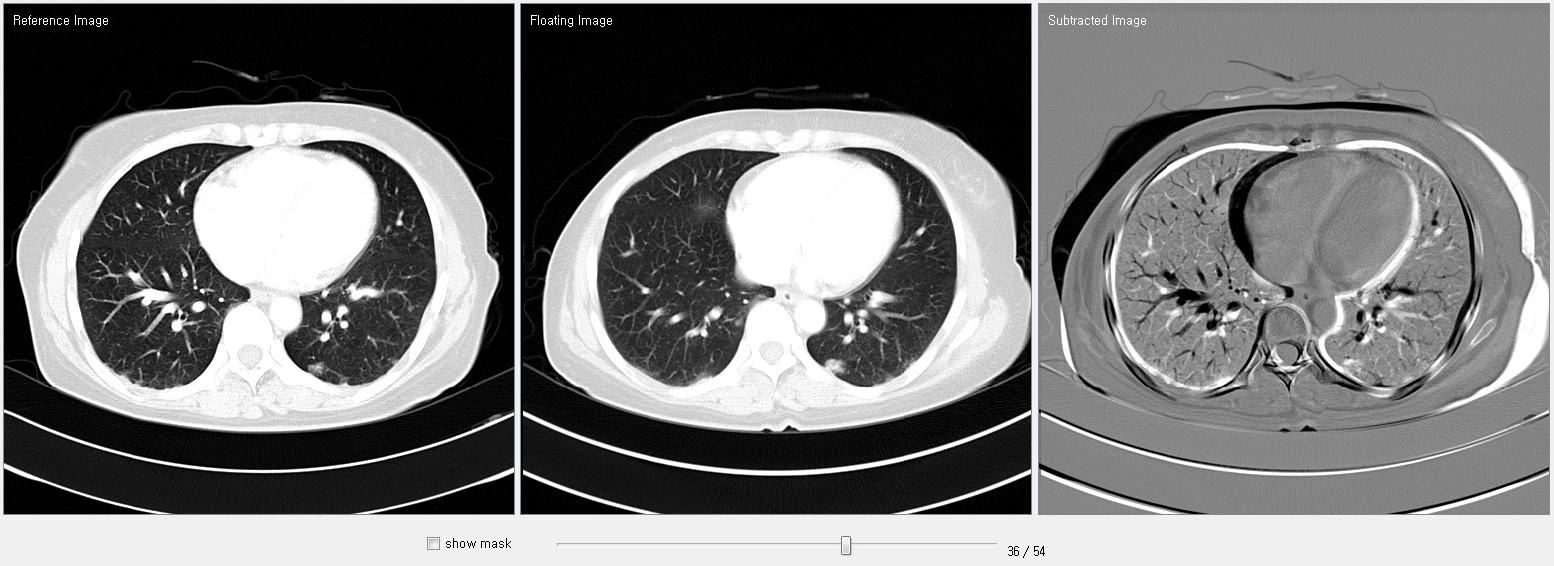 Reference Image
Floating Image
Subtracted Image
show mask
36 / 54